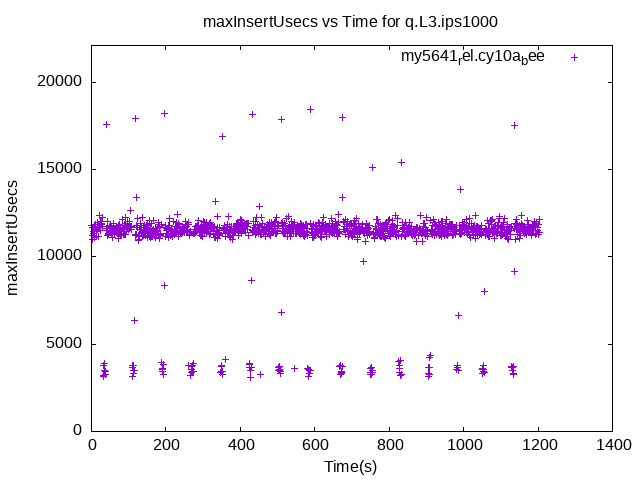 maxInsertUsecs vs Time for q.L3.ips1000
my5641rel.cy10abee
20000
15000
10000
5000
0
maxInsertUsecs
0 200 400 600 800 1000 1200 1400
Time(s)